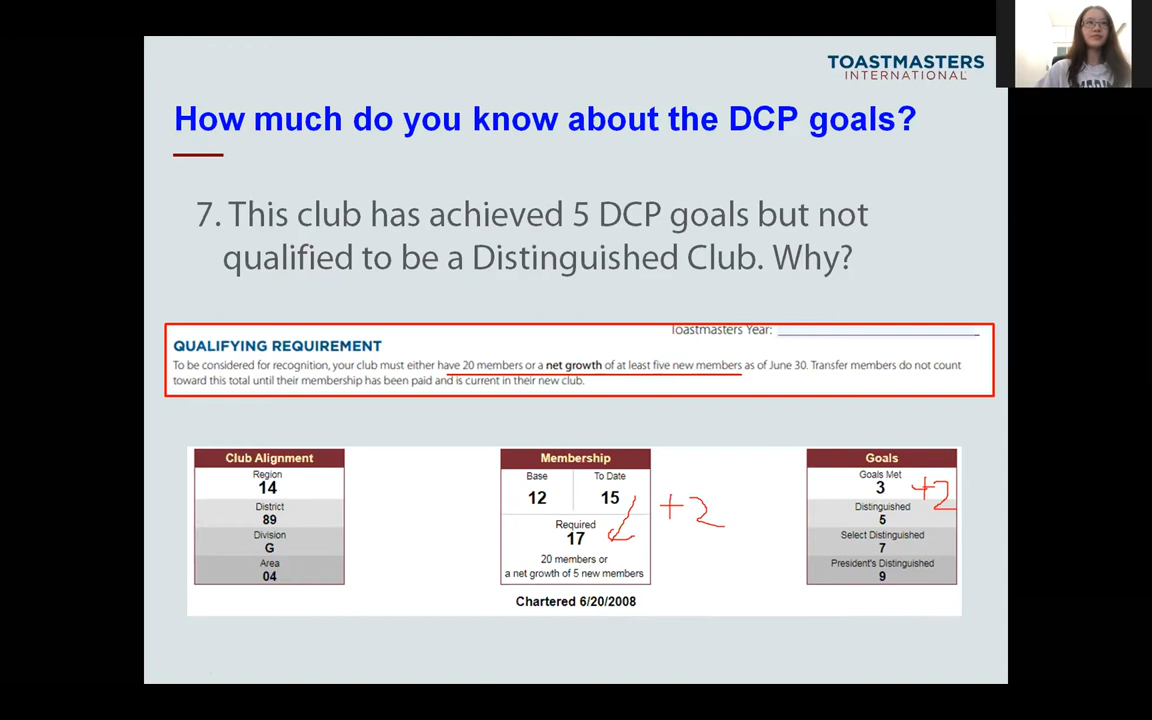 TOASTMASTERS
INTERNATIONAL
How much do you know about the DCP goals?
7. This club has achieved 5 DCP goals but not
qualified to be a Distinguished Club. Why?
Toastmasters Year:
QUALIFYING REQUIREMENT
To be considered for recognition, your club must either have 20 members or a net growth of at least five new members as of June 30. Transfer members do not count
toward this total until their membership has been paid and is current in their new club.
Club Alignment
Region
14
District
89
Division
G
Area
04
Membership
Base To Date
12 15
+2
Required
17
20 members or
a net growth of 5 new members
Chartered 6/20/2008
Goals
Goals Met
3 +2
Distinguished
5
Select Distinguished
7
President's Distinguished
9